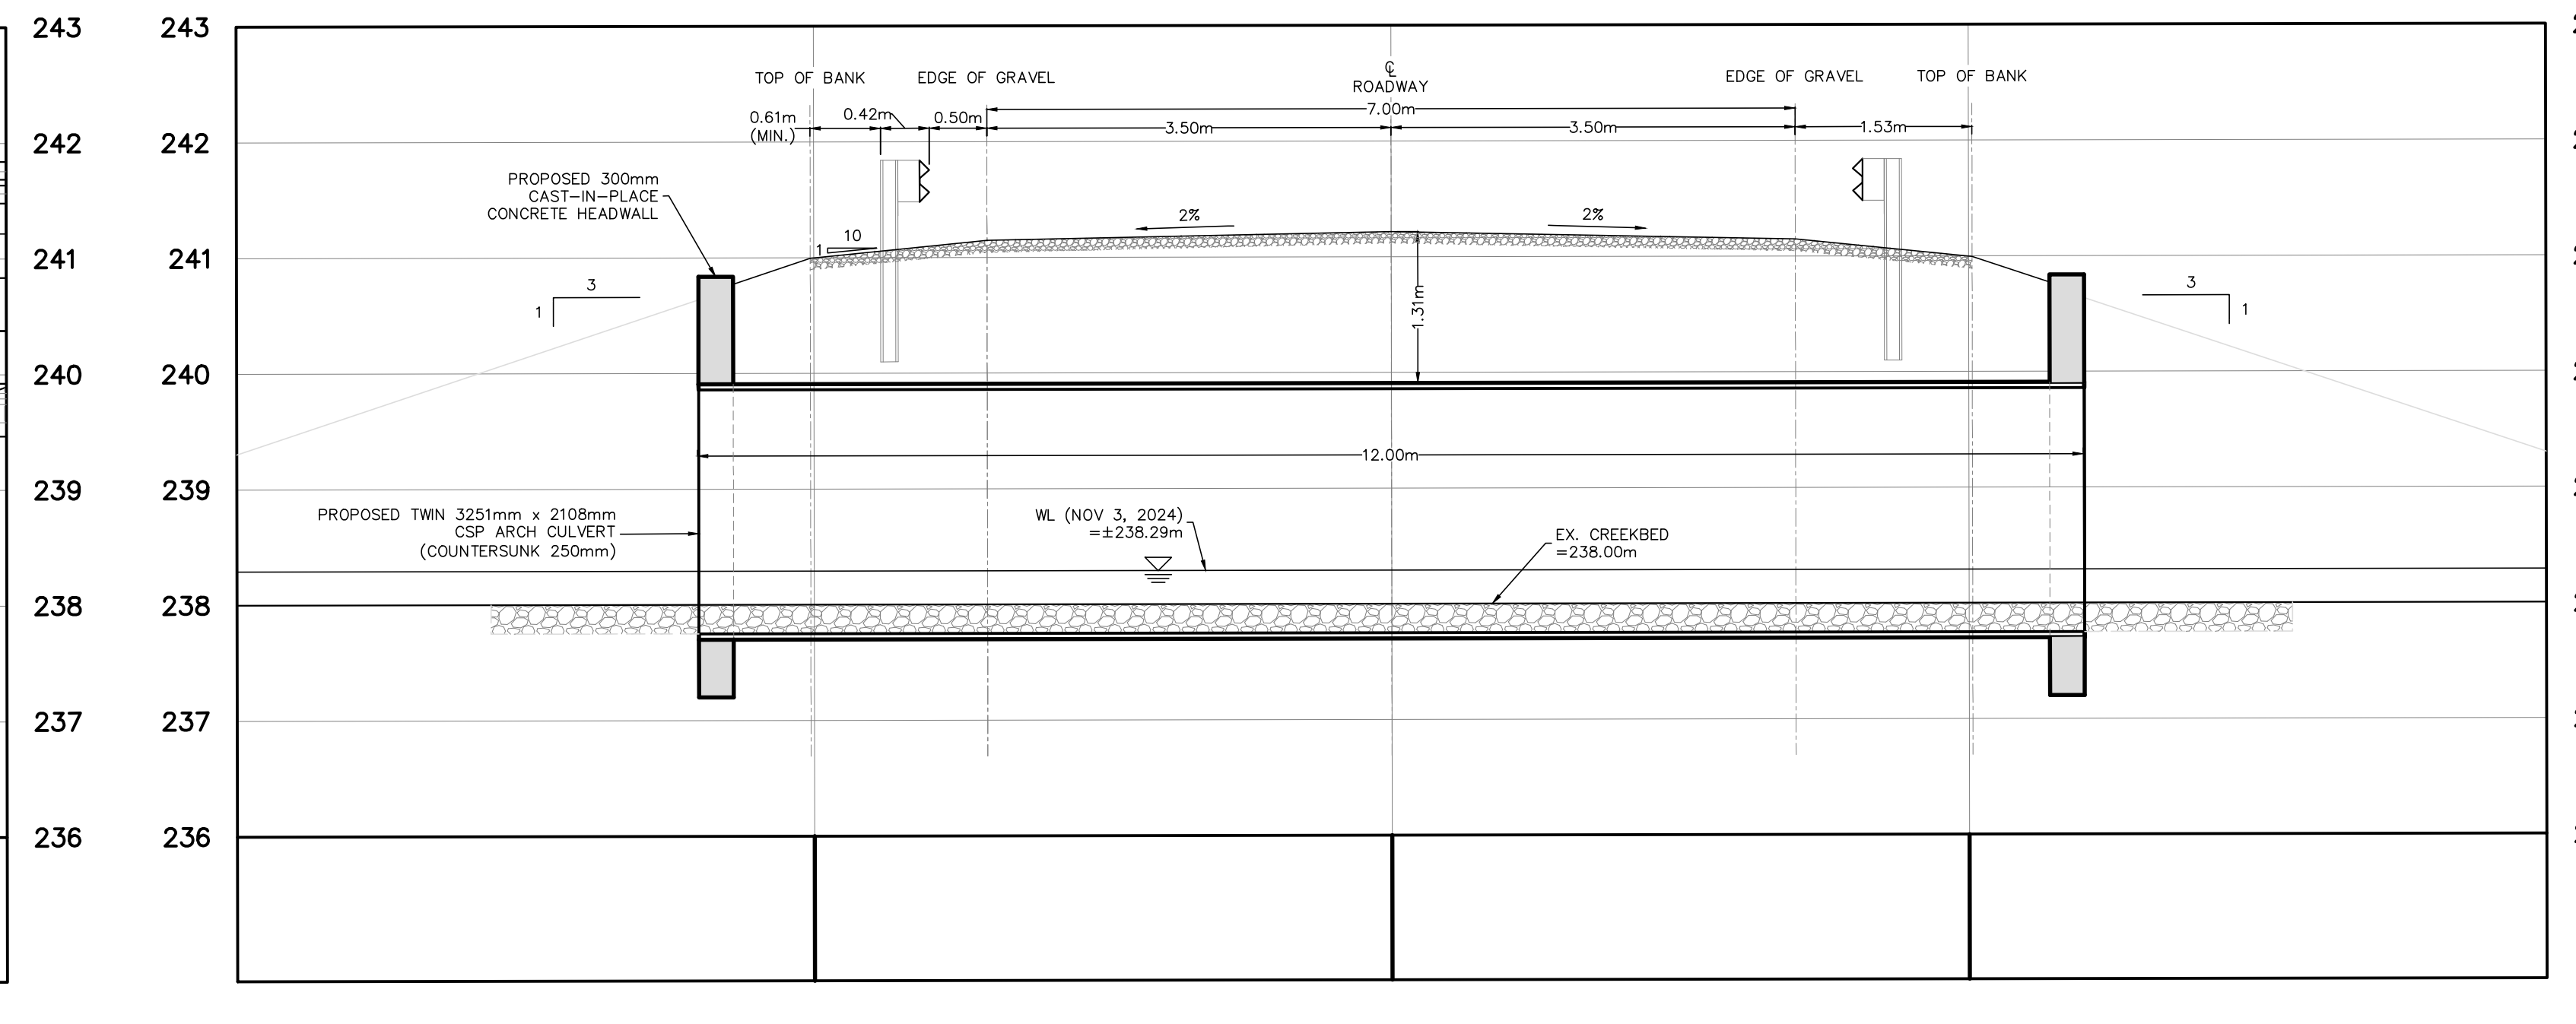 243
243
TOP OF BANK
EDGE OF GRAVEL
℄
ROADWAY
EDGE OF GRAVEL
TOP OF BANK
7.00m
0.61m
(MIN.)
0.42m
0.50m
3.50m
3.50m
1.53m
242
242
PROPOSED 300mm
CAST-IN-PLACE
CONCRETE HEADWALL
2%
2%
1
10
241
241
3
1
1.31m
3
1
240
240
12.00m
239
239
PROPOSED TWIN 3251mm x 2108mm
CSP ARCH CULVERT
(COUNTERSUNK 250mm)
WL (NOV 3, 2024)
=±238.29m
EX. CREEKBED
=238.00m
238
238
237
237
236
236